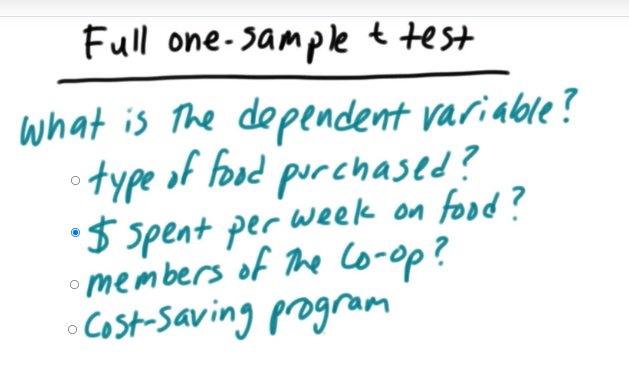 Full one-sample t test
What is The dependent variable?
type of food purchased?
$ spent per week on food?
members of The Co-op?
Cost-Saving program